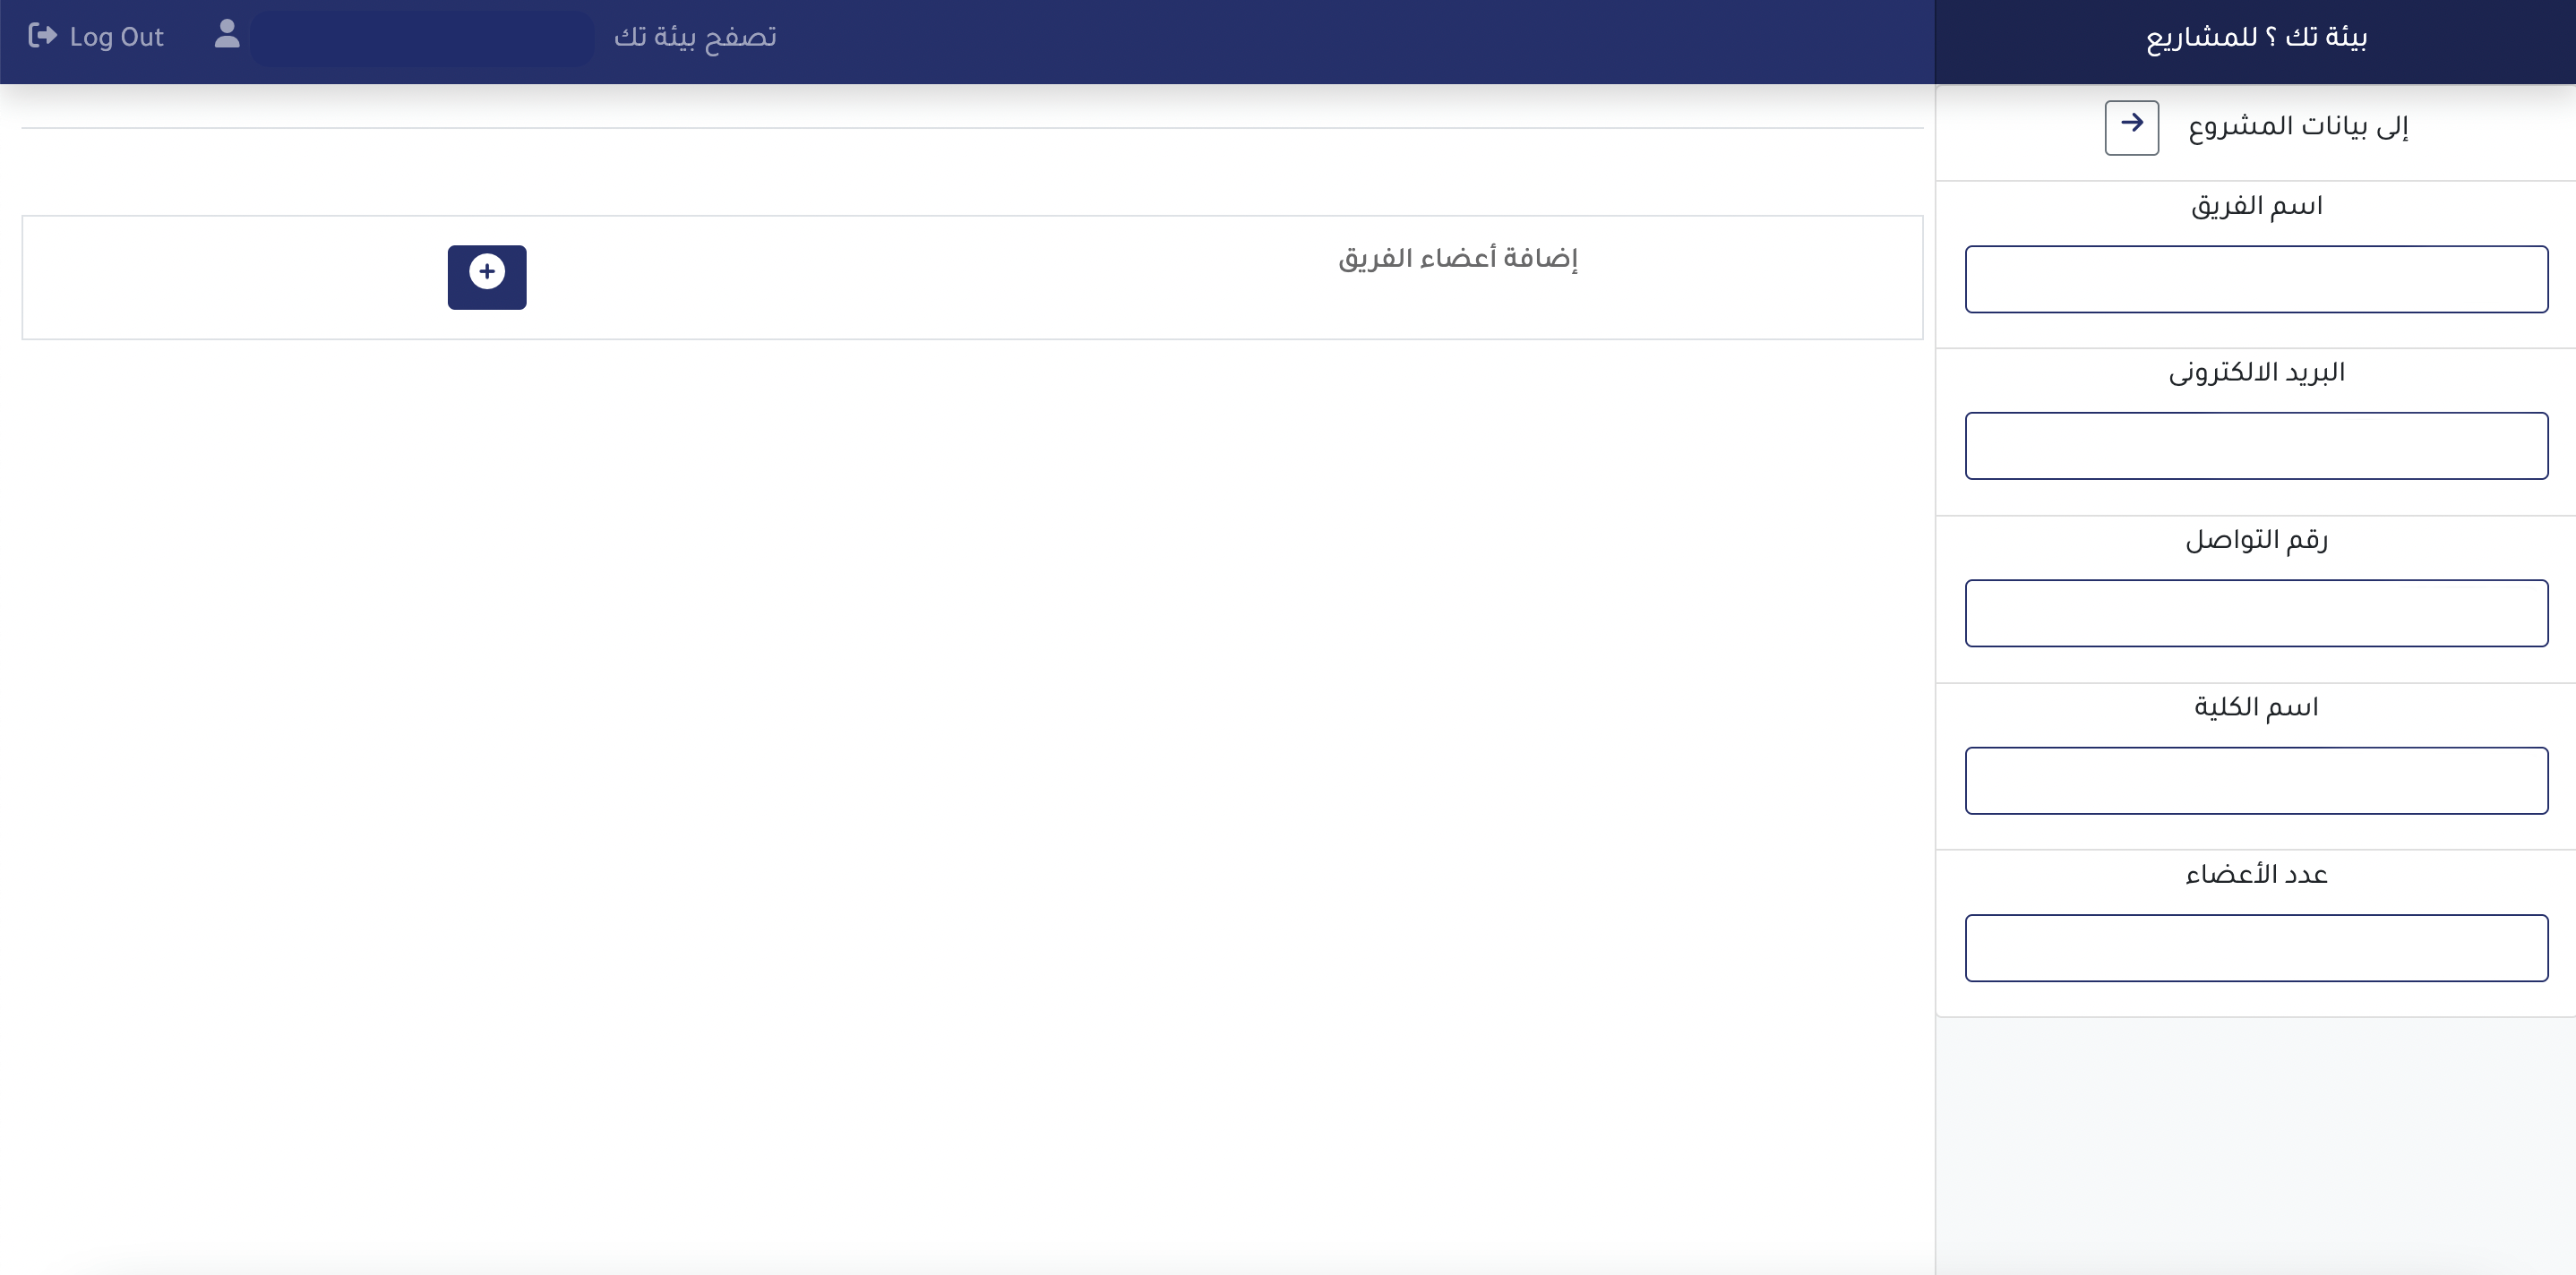 بيئة تك ؟ للمشاريع
تصفح بيئة تك
Log Out
إلى بيانات المشروع
اسم الفريق
البريد الالكترونى
رقم التواصل
اسم الكلية
عدد الأعضاء
إضافة أعضاء الفريق